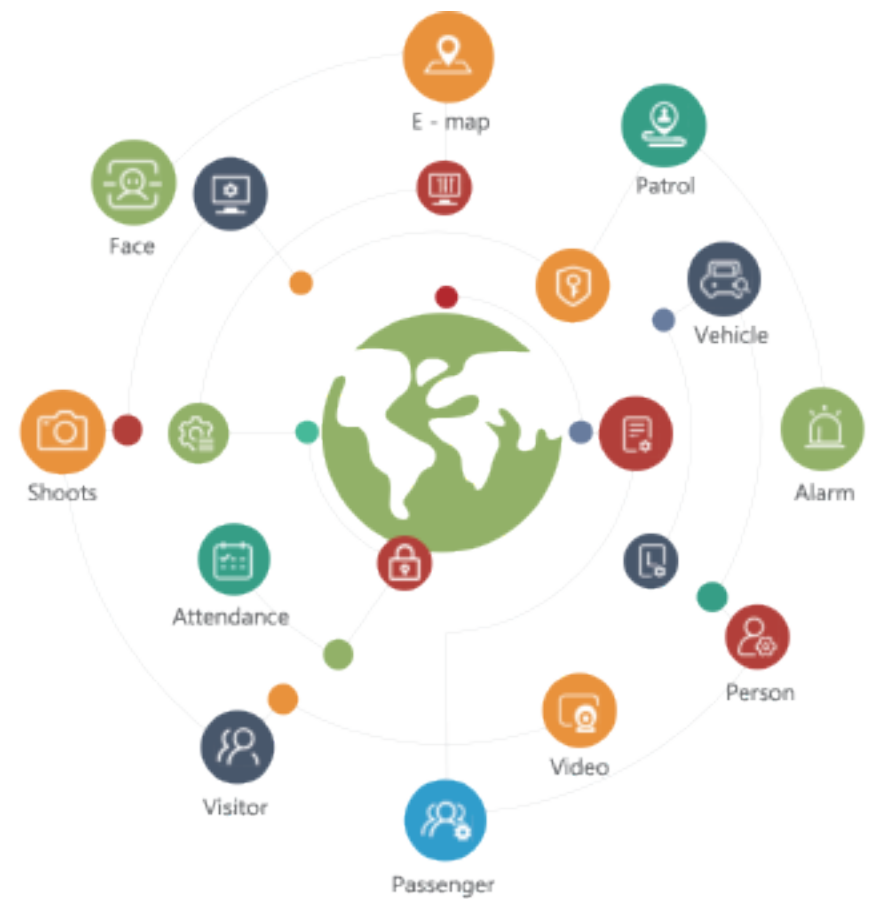 E - map
Patrol
Face
Vehicle
Shoots
Alarm
Attendance
Person
Video
Visitor
Passenger